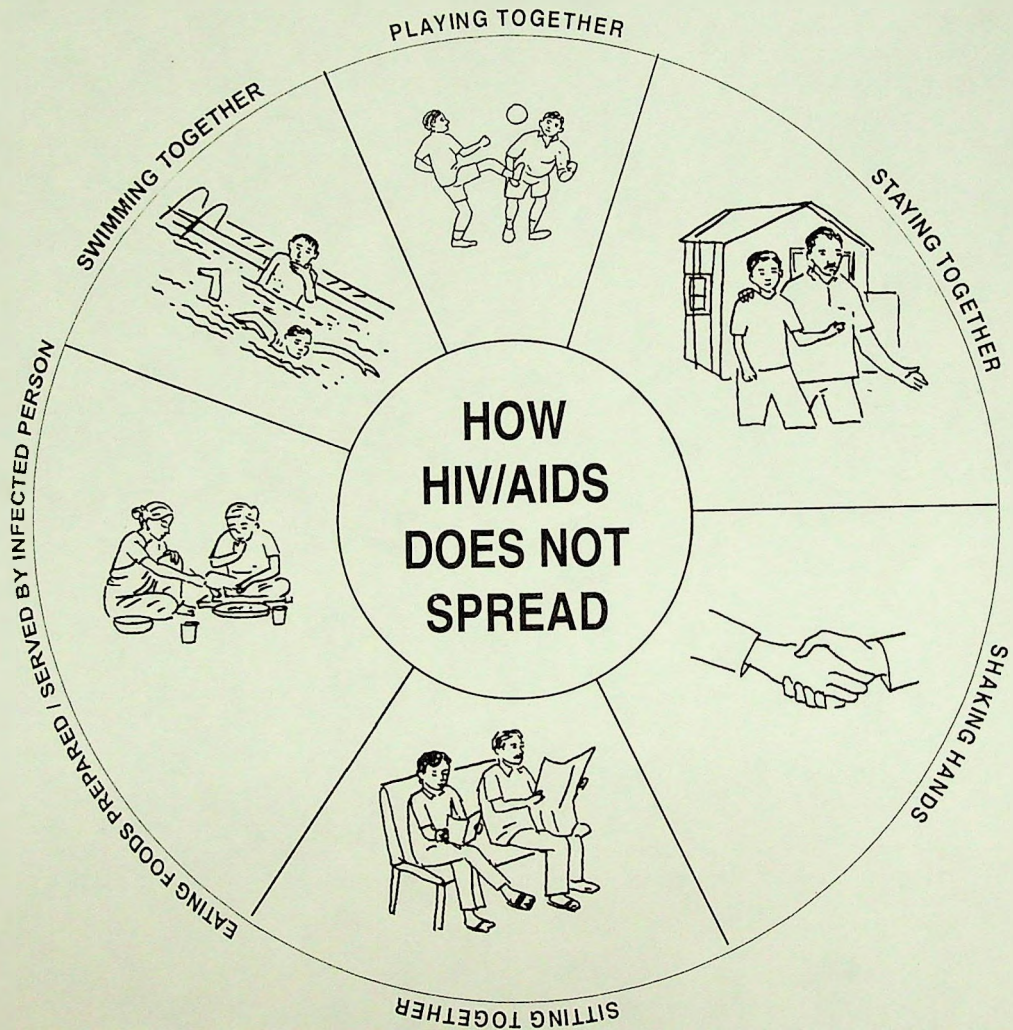 PLAYING TOGETHER
STAYING TOGETHER
SHAKING HANDS
SITTING TOGETHER
EATING FOODS PREPARED / SERVED BY INFECTED PERSON
SWIMMING TOGETHER
HOW
HIV/AIDS
DOES NOT
SPREAD